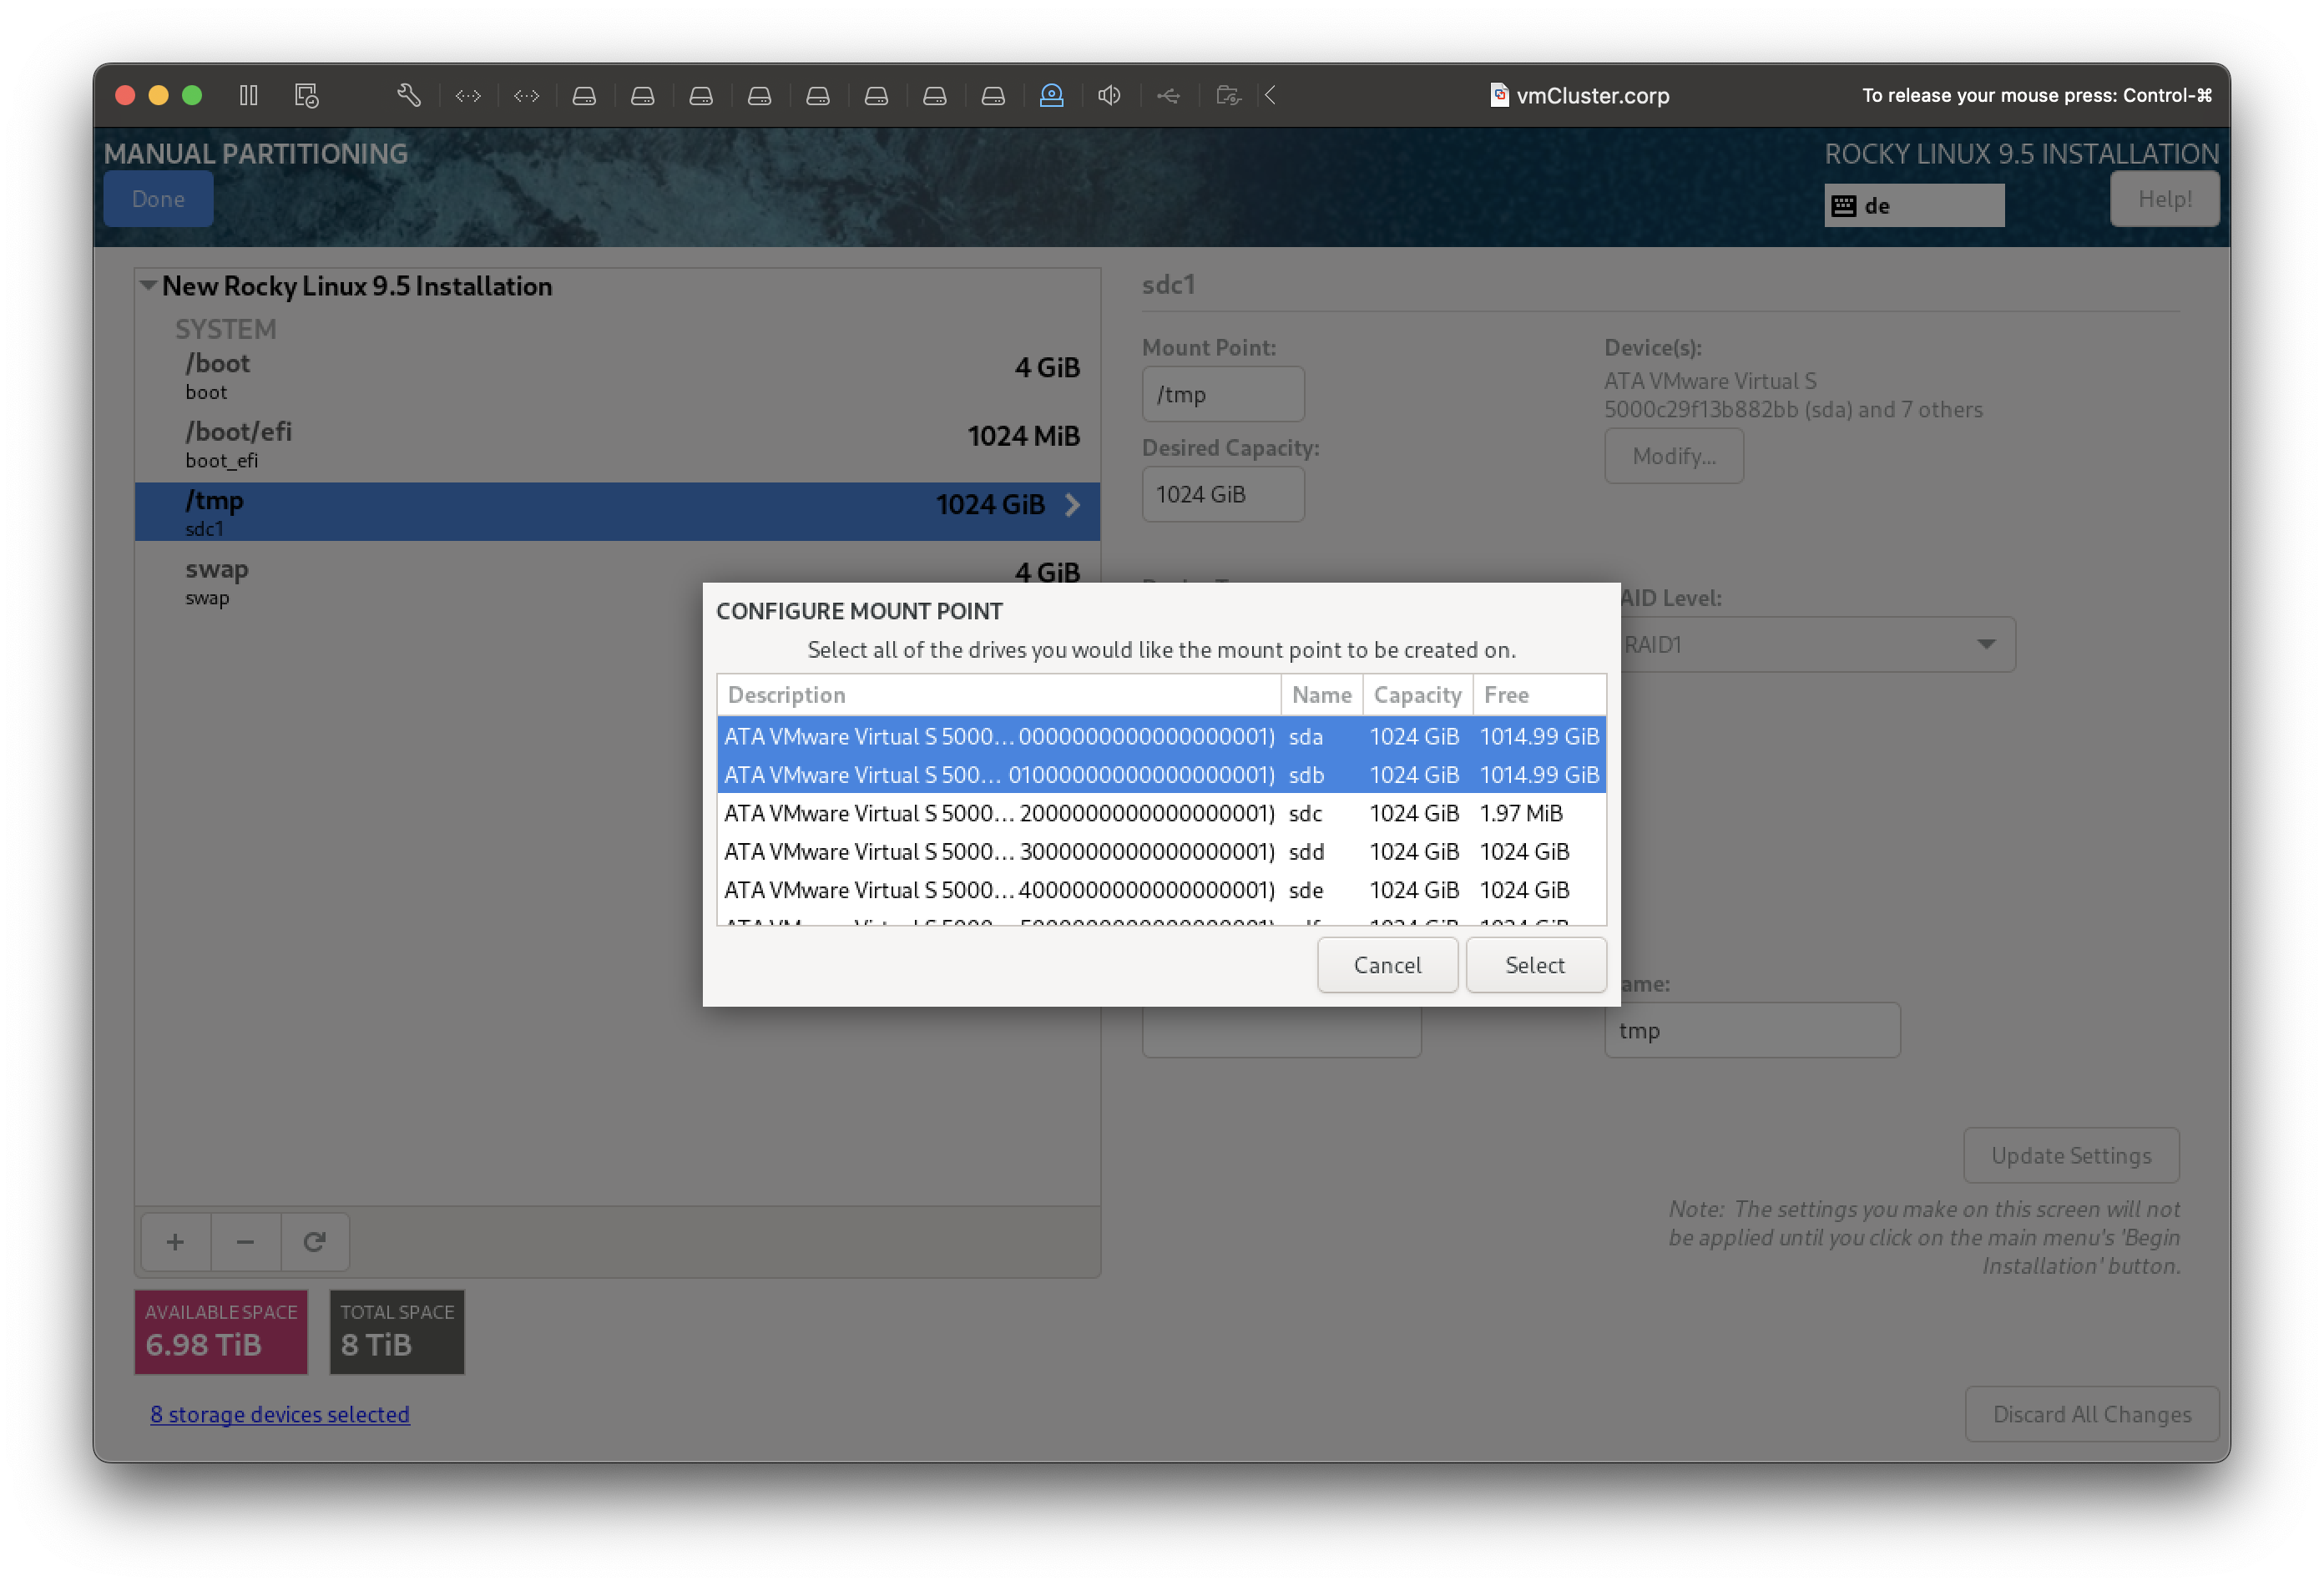 vmCluster.corp
To release your mouse press: Control-⌘
MANUAL PARTITIONING
ROCKY LINUX 9.5 INSTALLATION
Done
de
Help!
New Rocky Linux 9.5 Installation
SYSTEM
/boot
4 GiB
boot
/boot/efi
1024 MiB
boot_efi
/tmp
1024 GiB
sdc1
swap
4 GiB
swap
sdc1
Mount Point:
/tmp
Desired Capacity:
1024 GiB
Device(s):
ATA VMware Virtual S
5000c29f13b882bb (sda) and 7 others
Modify...
AID Level:
RAID1
CONFIGURE MOUNT POINT
Select all of the drives you would like the mount point to be created on.
Description Name Capacity Free
ATA VMware Virtual S 5000... 0000000000000000001) sda 1024 GiB 1014.99 GiB
ATA VMware Virtual S 500... 01000000000000000001) sdb 1024 GiB 1014.99 GiB
ATA VMware Virtual S 5000... 2000000000000000001) sdc 1024 GiB 1.97 MiB
ATA VMware Virtual S 5000... 3000000000000000001) sdd 1024 GiB 1024 GiB
ATA VMware Virtual S 5000... 4000000000000000001) sde 1024 GiB 1024 GiB
Cancel
Select
ame:
tmp
Update Settings
Note: The settings you make on this screen will not
be applied until you click on the main menu's 'Begin
Installation' button.
AVAILABLE SPACE
6.98 TiB
TOTAL SPACE
8 TiB
8 storage devices selected
Discard All Changes